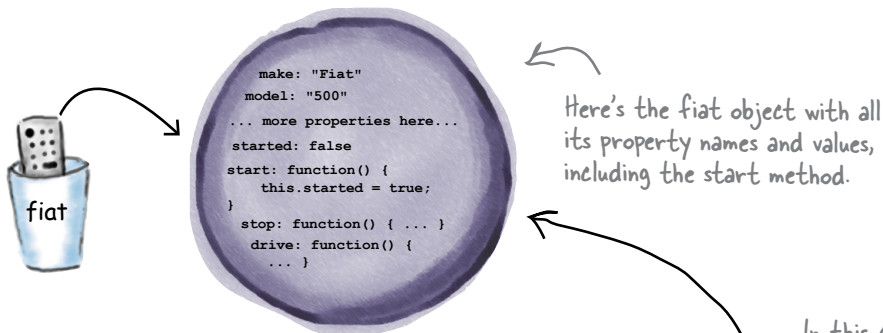 make: "Fiat"
model: "500"
... more properties here...
started: false
start: function() {
this.started = true;
}
stop: function() { ... }
drive: function() {
... }
fiat
Here's the fiat object with all
its property names and values,
including the start method.